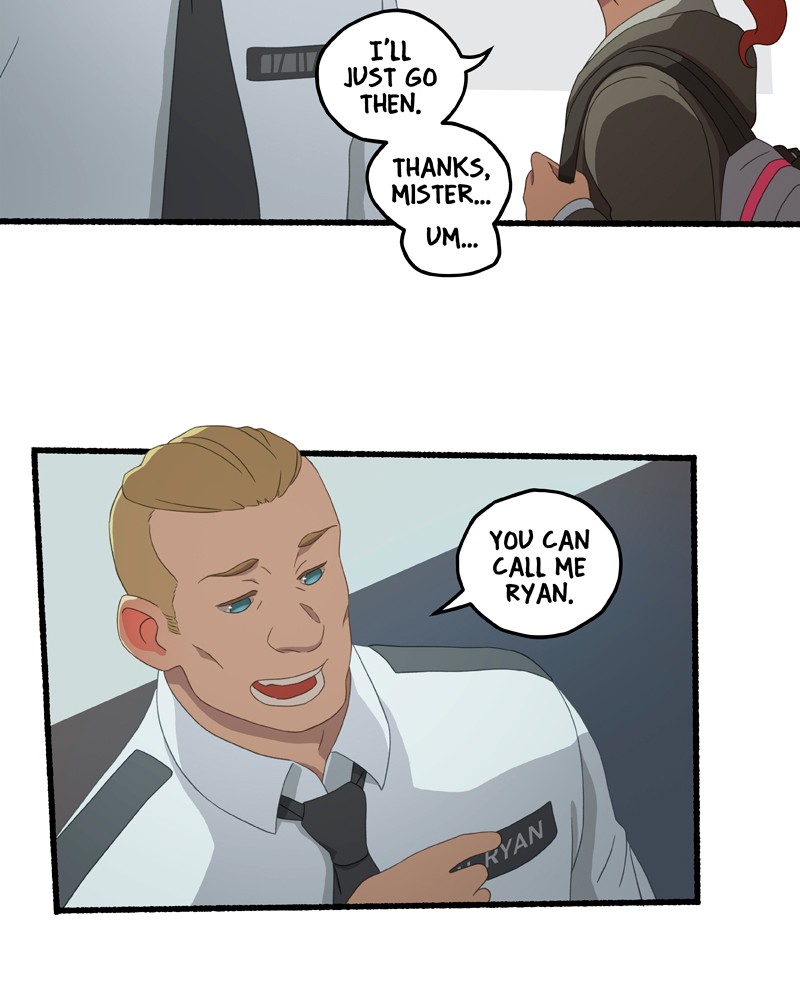 I'LL
JUST GO
THEN.
THANKS,
MISTER...
UM...
YOU CAN
CALL ME
RYAN.
RYAN